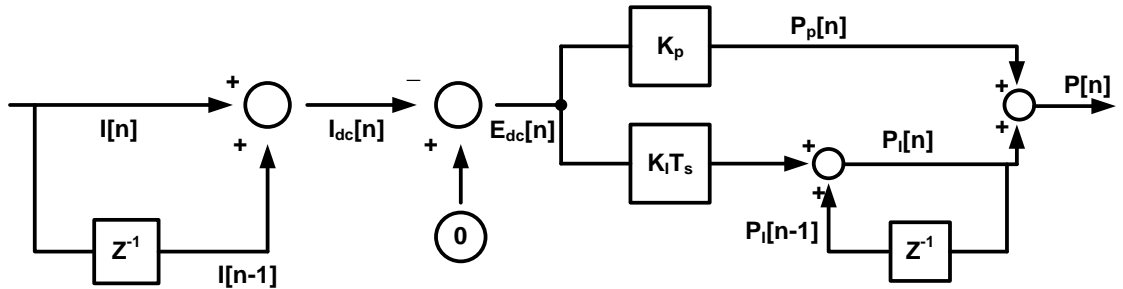 I[n]
Z-1
I[n-1]
+
+
Idc[n]
−
+
0
Edc[n]
Kp
Pp[n]
KITs
+
+
PI[n]
PI[n-1]
Z-1
+
+
P[n]